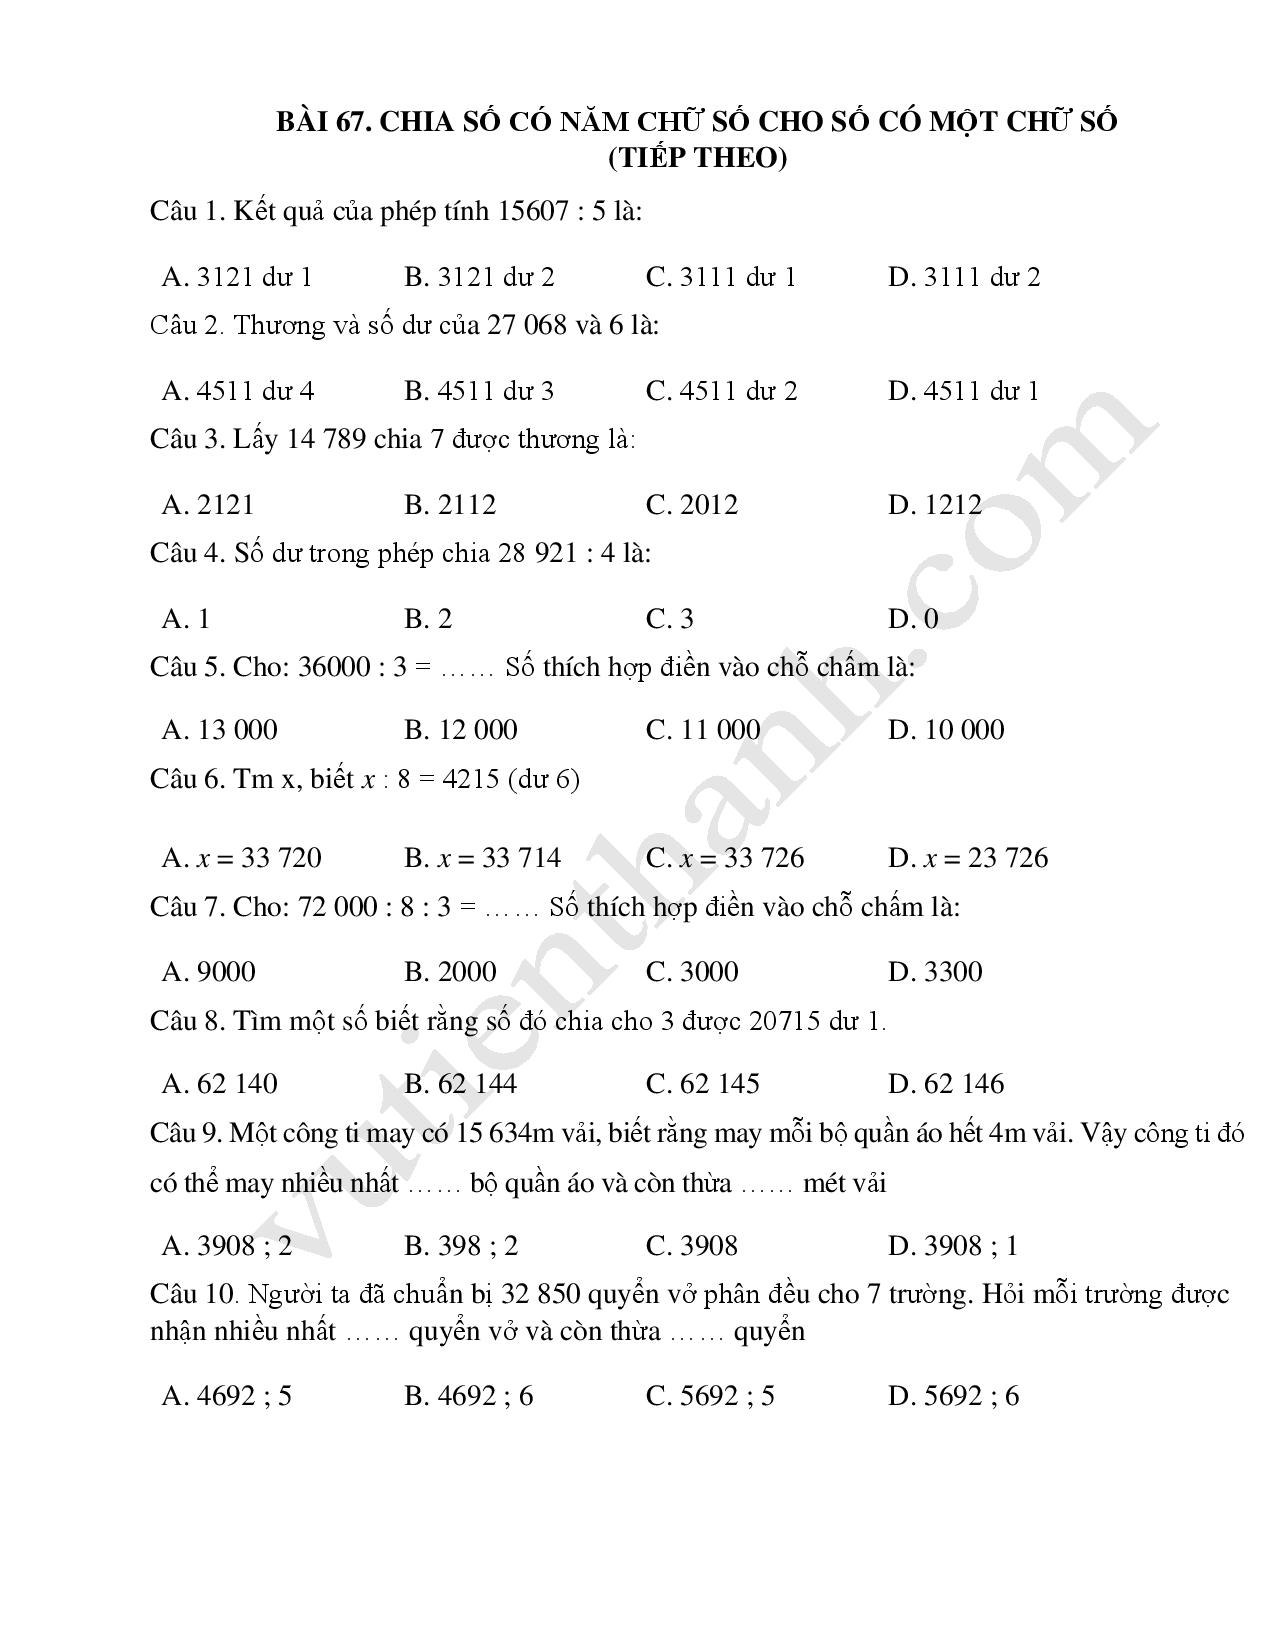 BÀI 67. CHIA SỐ CÓ NĂM CHỮ SỐ CHO SỐ CÓ MỘT CHỮ SỐ
(TIẾP THEO)
Câu 1. Kết quả của phép tính 15607 : 5 là:
A. 3121 dư 1 B. 3121 dư 2 C. 3111 dư 1 D. 3111 dư 2
Câu 2. Thương và số dư của 27 068 và 6 là:
A. 4511 dư 4 B. 4511 dư 3 C. 4511 dư 2 D. 4511 dư 1
Câu 3. Lấy 14 789 chia 7 được thương là:
A. 2121 B. 2112 C. 2012 D. 1212
Câu 4. Số dư trong phép chia 28 921 : 4 là:
A. 1 B. 2 C. 3 D. 0
Câu 5. Cho: 36000 : 3 = …… Số thích hợp điền vào chỗ chấm là:
A. 13 000 B. 12 000 C. 11 000 D. 10 000
Câu 6. Tm x, biết x : 8 = 4215 (dư 6)
A. x = 33 720 B. x = 33 714 C. x = 33 726 D. x = 23 726
Câu 7. Cho: 72 000 : 8 : 3 = …… Số thích hợp điền vào chỗ chấm là:
A. 9000 B. 2000 C. 3000 D. 3300
Câu 8. Tìm một số biết rằng số đó chia cho 3 được 20715 dư 1.
A. 62 140 B. 62 144 C. 62 145 D. 62 146
Câu 9. Một công ti may có 15 634m vải, biết rằng may mỗi bộ quần áo hết 4m vải. Vậy công ti đó
có thể may nhiều nhất …… bộ quần áo và còn thừa …… mét vải
A. 3908 ; 2 B. 398 ; 2 C. 3908 D. 3908 ; 1
Câu 10. Người ta đã chuẩn bị 32 850 quyển vở phân đều cho 7 trường. Hỏi mỗi trường được
nhận nhiều nhất …… quyển vở và còn thừa …… quyển
A. 4692 ; 5 B. 4692 ; 6 C. 5692 ; 5 D. 5692 ; 6
vutienthanh.com